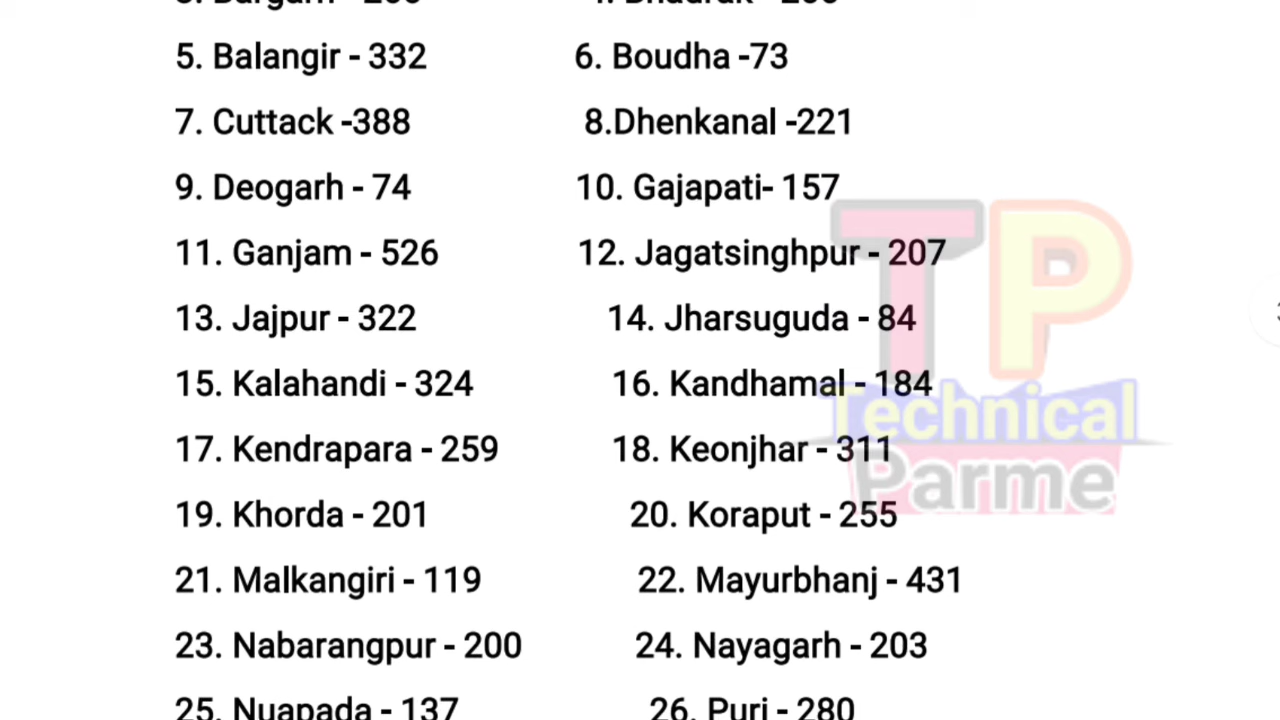 5. Balangir - 332 6. Boudha -73
7. Cuttack -388 8.Dhenkanal -221
9. Deogarh - 74 10. Gajapati- 157
11. Ganjam - 526 12. Jagatsinghpur - 207
13. Jajpur - 322 14. Jharsuguda - 84
15. Kalahandi - 324 16. Kandhamal - 184
17. Kendrapara - 259 18. Keonjhar - 311
19. Khorda - 201 20. Koraput - 255
21. Malkangiri - 119 22. Mayurbhanj - 431
23. Nabarangpur - 200 24. Nayagarh - 203
25. Nuapada - 137 26. Puri - 280
TP
Technical
Parme